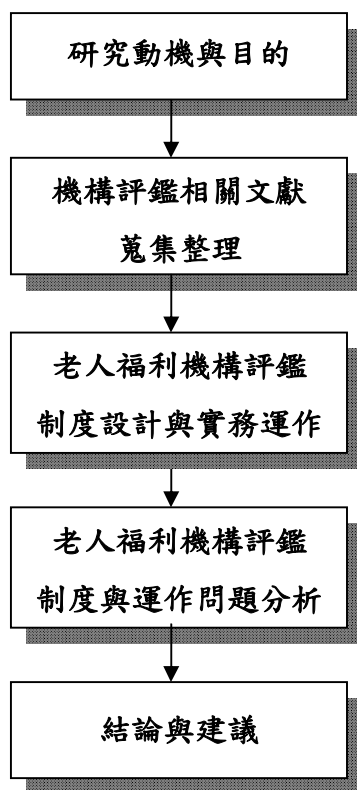 研究動機與目的
機構評鑑相關文獻
蒐集整理
老人福利機構評鑑
制度設計與實務運作
老人福利機構評鑑
制度與運作問題分析
結論與建議